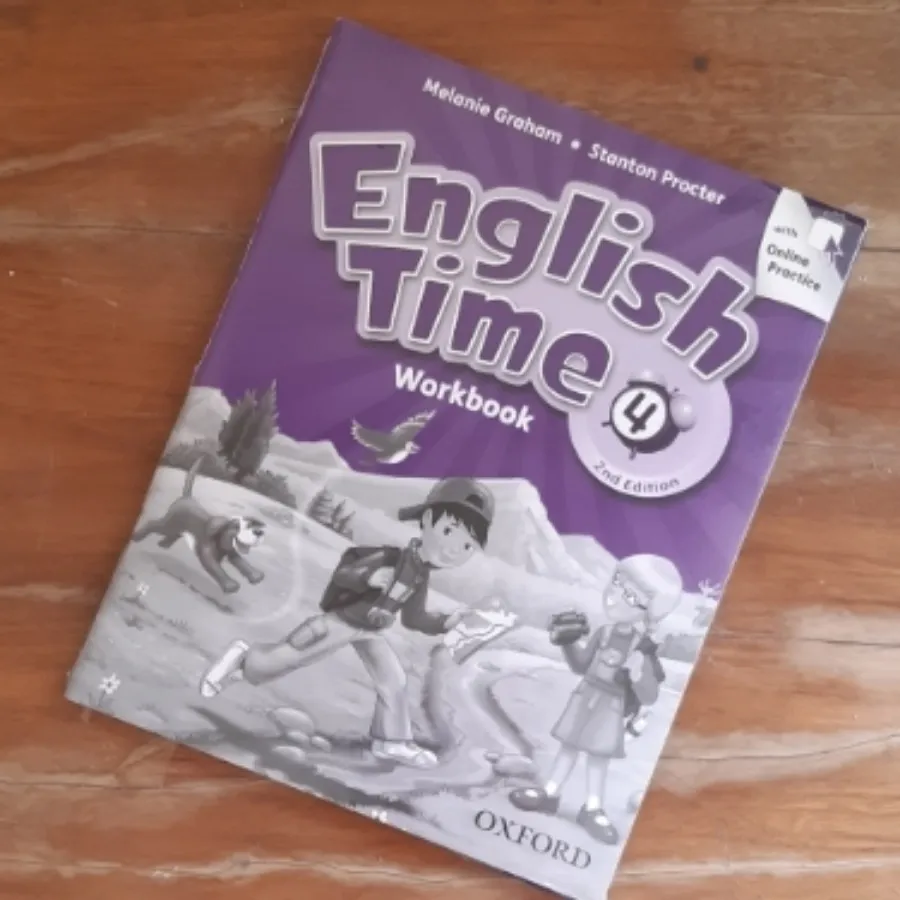 Melanie Graham • Stanton Procter
English
Time
Workbook
4
2nd Edition
with
Online
Practice
OXFORD